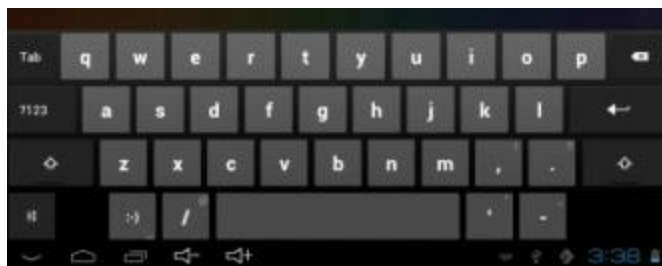 Tab q w e r t y u i o p
?123 a s d f g h j k l
z x c v b n m , .
:-) / @ ' -
3:38